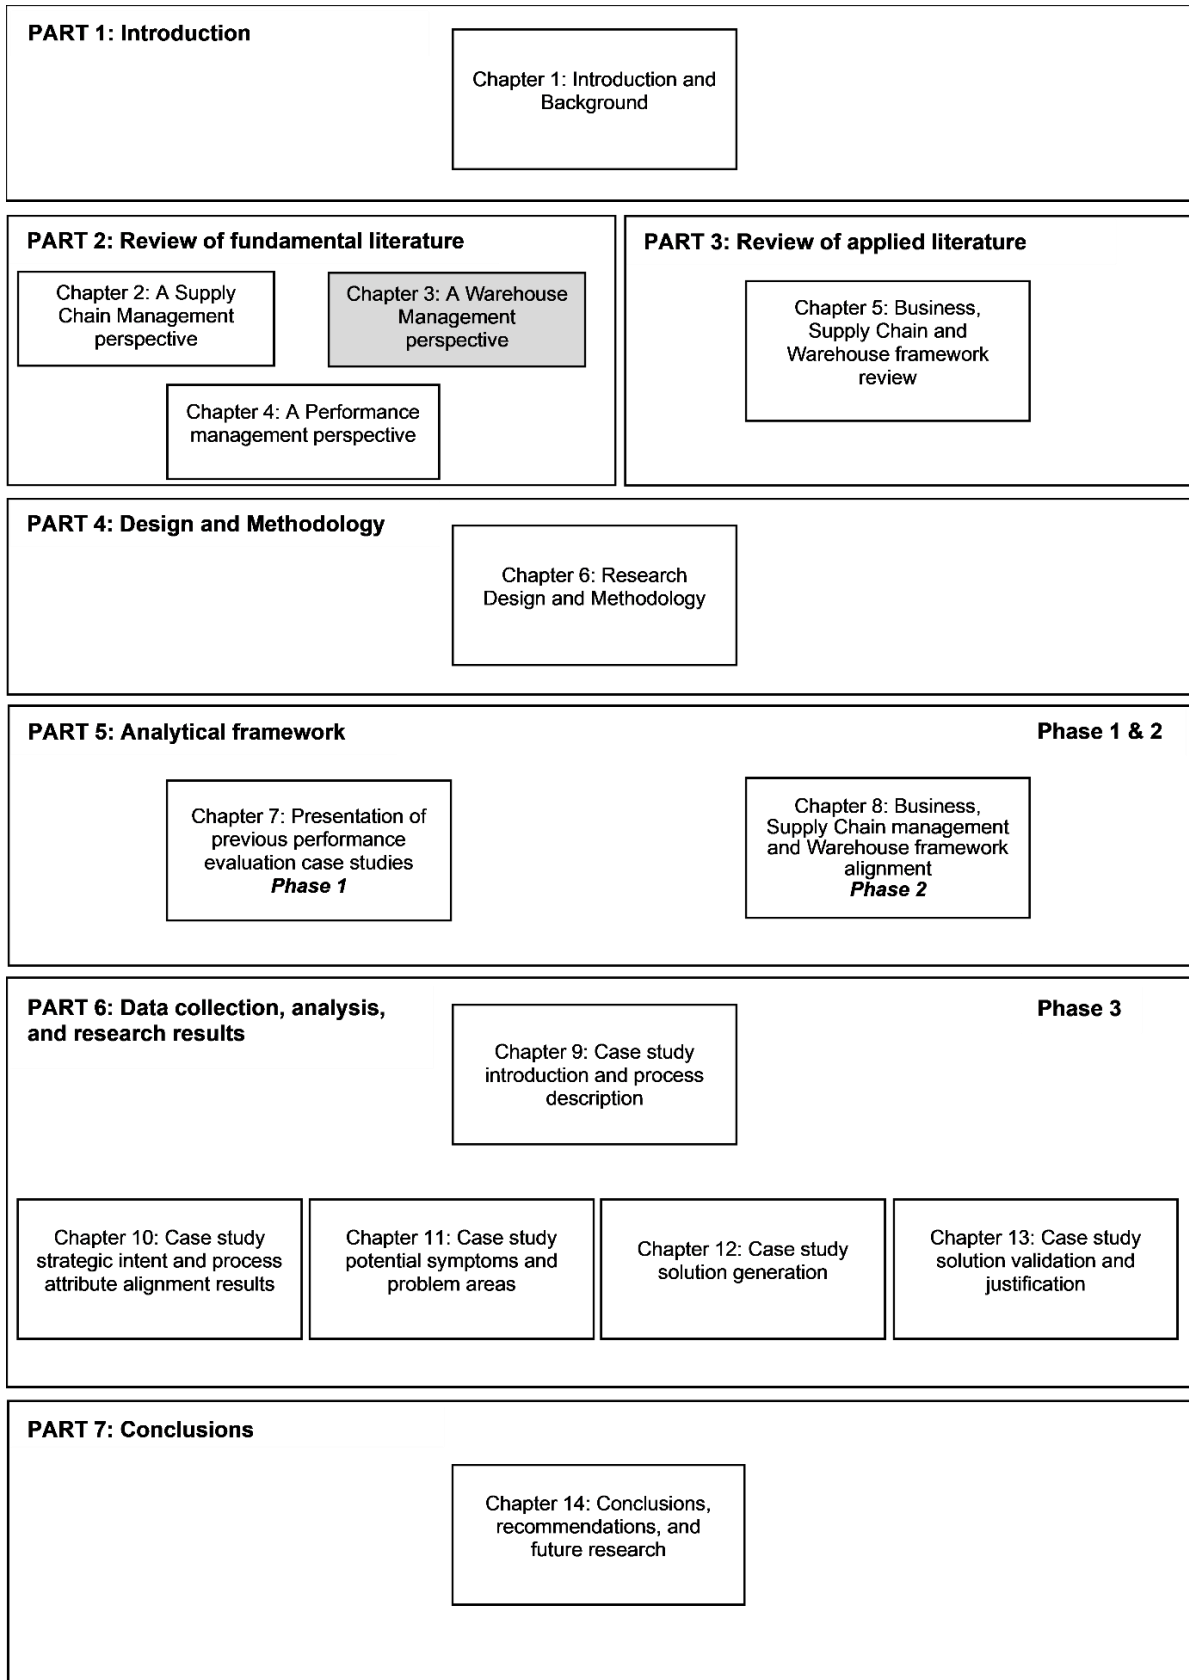 PART 1: Introduction
Chapter 1: Introduction and
Background
PART 2: Review of fundamental literature
Chapter 2: A Supply
Chain Management
perspective
Chapter 3: A Warehouse
Management
perspective
Chapter 4: A Performance
management perspective
PART 3: Review of applied literature
Chapter 5: Business,
Supply Chain and
Warehouse framework
review
PART 4: Design and Methodology
Chapter 6: Research
Design and Methodology
PART 5: Analytical framework
Phase 1 & 2
Chapter 7: Presentation of
previous performance
evaluation case studies
Phase 1
Chapter 8: Business,
Supply Chain management
and Warehouse framework
alignment
Phase 2
PART 6: Data collection, analysis,
and research results
Phase 3
Chapter 9: Case study
introduction and process
description
Chapter 10: Case study
strategic intent and process
attribute alignment results
Chapter 11: Case study
potential symptoms and
problem areas
Chapter 12: Case study
solution generation
Chapter 13: Case study
solution validation and
justification
PART 7: Conclusions
Chapter 14: Conclusions,
recommendations, and
future research